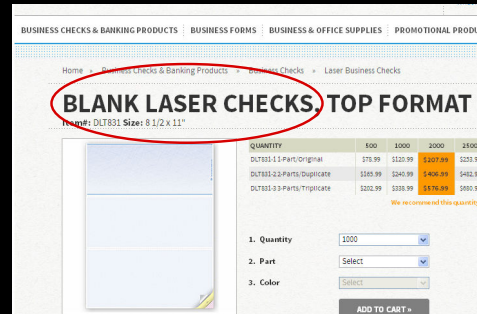 BUSINESS CHECKS & BANKING PRODUCTS BUSINESS FORMS BUSINESS & OFFICE SUPPLIES PROMOTIONAL PRODU
Home » Business Checks & Banking Products » Business Checks » Laser Business Checks
BLANK LASER CHECKS, TOP FORMAT
Item#: DLT831 Size: 8 1/2 x 11"
QUANTITY 500 1000 2000 2500
DLT831-1 1-Part/Original $78.99 $120.99 $207.99 $253.9
DLT831-2 2-Parts/Duplicate $165.99 $240.99 $406.99 $482.9
DLT831-3 3-Parts/Triplicate $202.99 $338.99 $576.99 $680.9
We recommend this quantity
1. Quantity 1000
2. Part Select
3. Color Select
ADD TO CART »